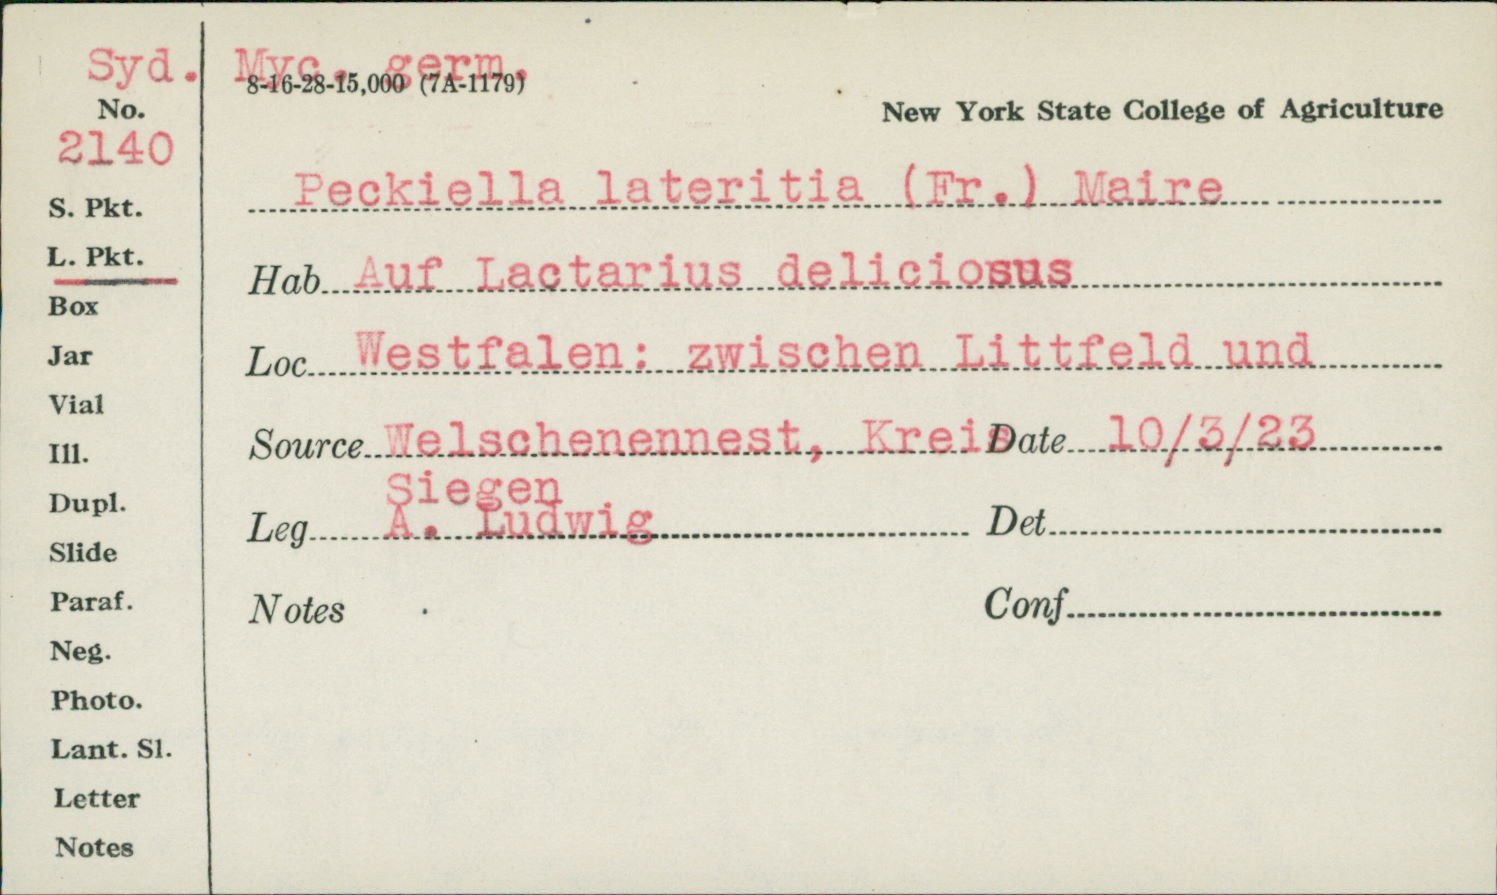 Syd. Myc. germ.
8-16-28-15,000 (7A-1179)
No.
New York State College of Agriculture
2140
Peckiella lateritia (Fr.) Maire
S. Pkt.
L. Pkt.
Hab. Auf Lactarius deliciosus
Box
Jar
Loc. Westfalen: zwischen Littfeld und
Vial
Ill.
Source Welschenennest, Kreis Date 10/3/23
Siegen
Dupl.
Leg. A. Ludwig Det
Slide
Paraf.
Notes Conf
Neg.
Photo.
Lant. Sl.
Letter
Notes